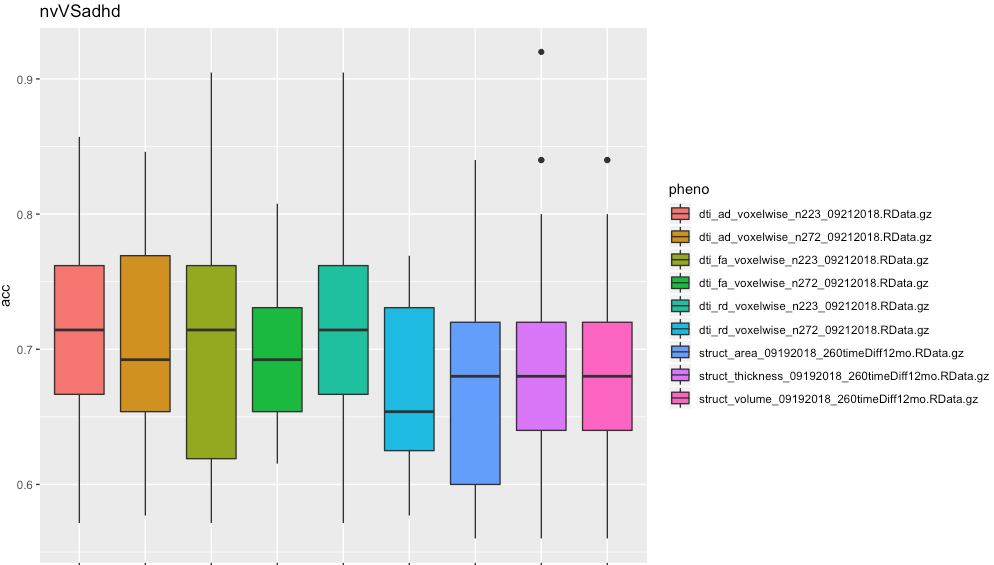 nvVSadhd
acc
0.9
0.8
0.7
0.6
pheno
dti_ad_voxelwise_n223_09212018.RData.gz
dti_ad_voxelwise_n272_09212018.RData.gz
dti_fa_voxelwise_n223_09212018.RData.gz
dti_fa_voxelwise_n272_09212018.RData.gz
dti_rd_voxelwise_n223_09212018.RData.gz
dti_rd_voxelwise_n272_09212018.RData.gz
struct_area_09192018_260timeDiff12mo.RData.gz
struct_thickness_09192018_260timeDiff12mo.RData.gz
struct_volume_09192018_260timeDiff12mo.RData.gz